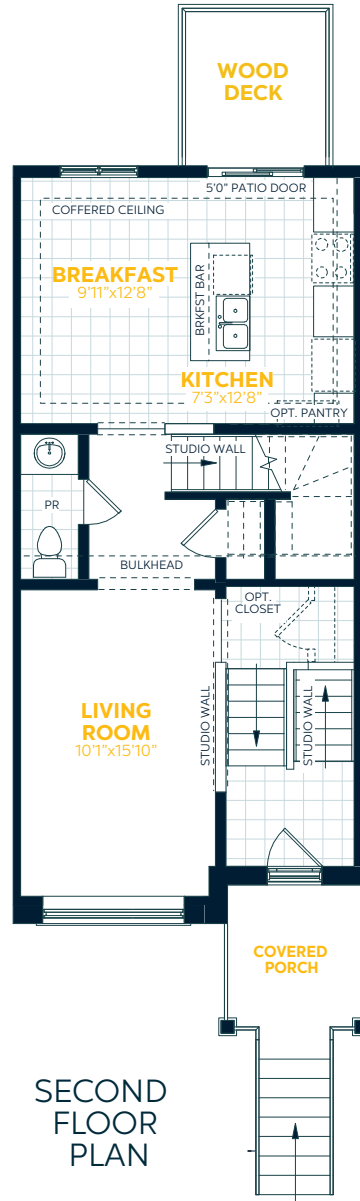 WOOD
DECK
5'0" PATIO DOOR
COFFERED CEILING
BREAKFAST
9'11"x12'8"
BRKFST BAR
KITCHEN
7'3"x12'8"
OPT. PANTRY
STUDIO WALL
PR
BULKHEAD
OPT.
CLOSET
LIVING
ROOM
10'1"x15'10"
STUDIO WALL
STUDIO WALL
COVERED
PORCH
SECOND
FLOOR
PLAN